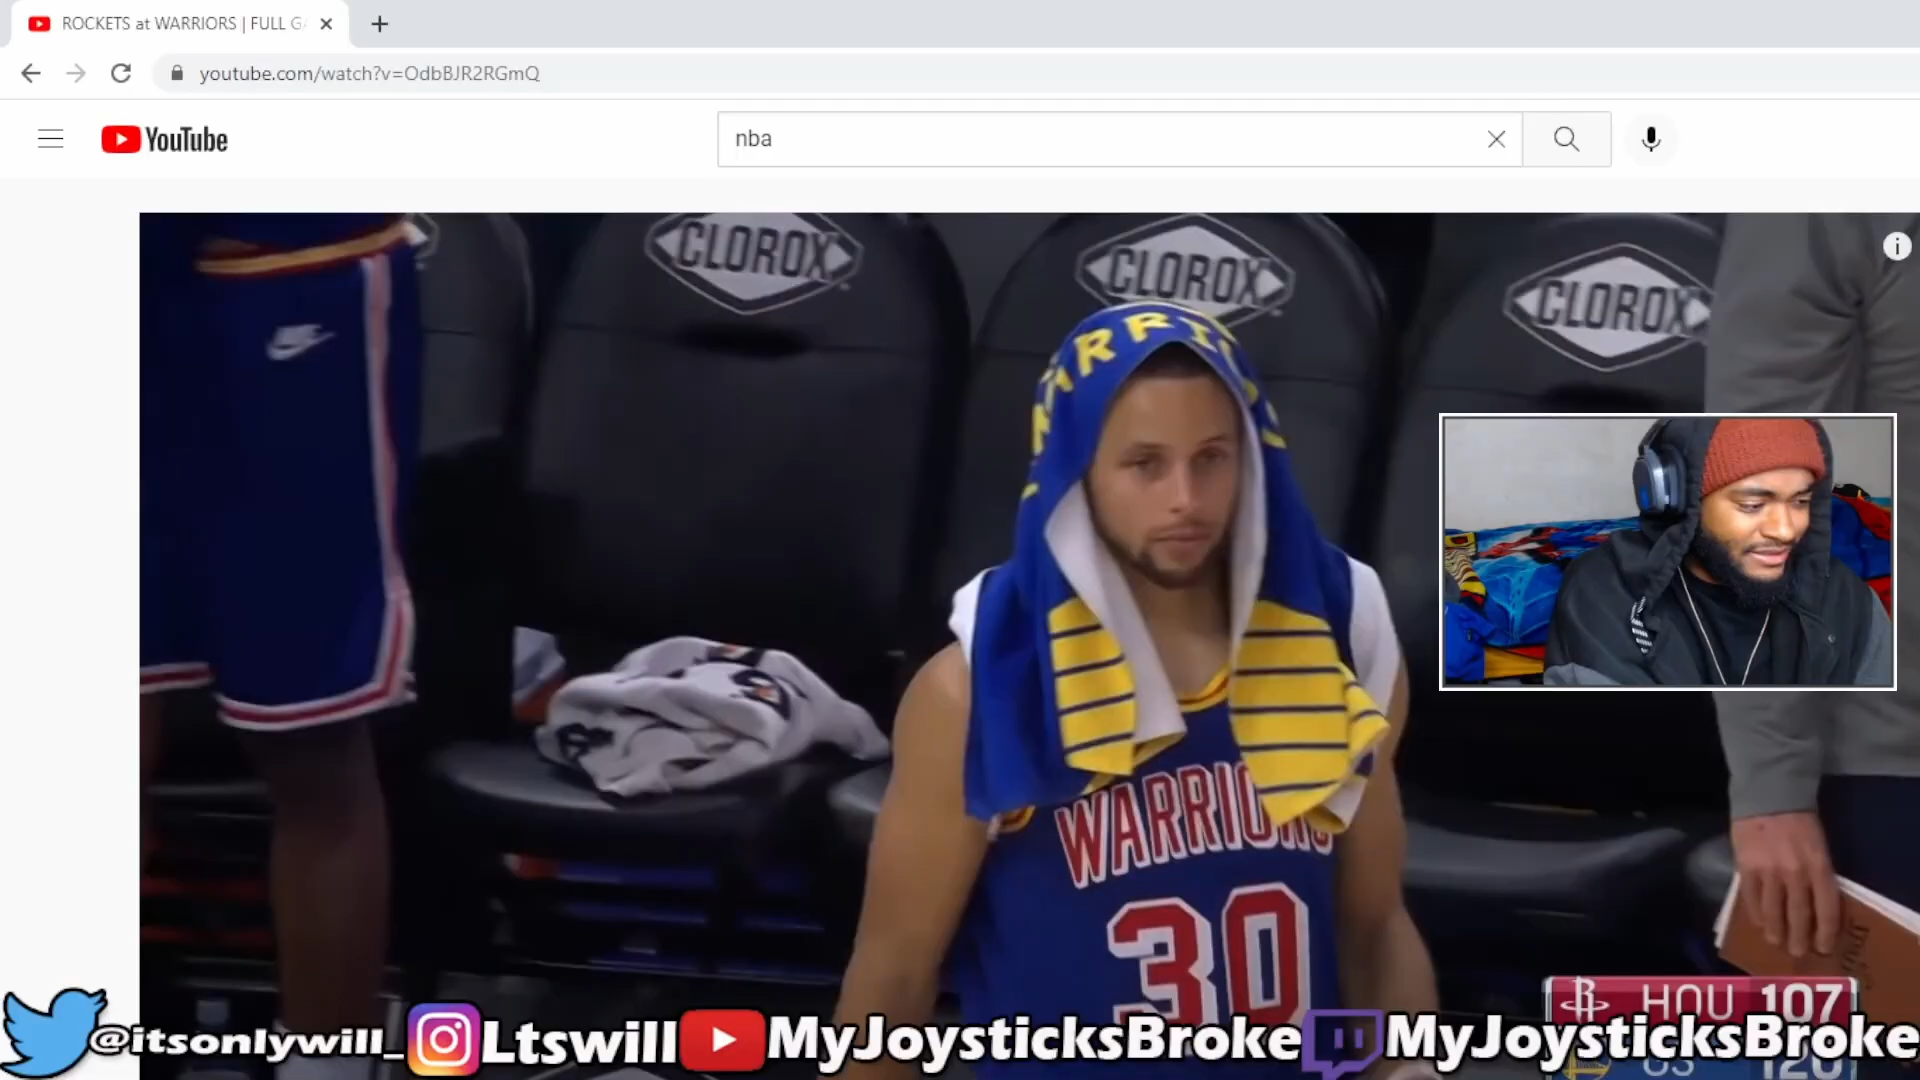 ROCKETS at WARRIORS | FULL G
youtube.com/watch?v=OdbBJR2RGmQ
YouTube
nba
CLOROX
CLOROX
CLOROX
WARRIORS
30
HOU 107
@itsonlywill_
Ltswill
MyJoysticksBroke
MyJoysticksBroke